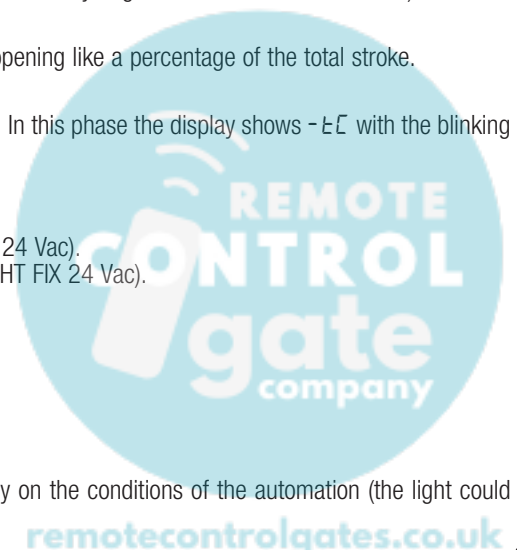 opening like a percentage of the total stroke.
In this phase the display shows -tC with the blinking
REMOTE
24 Vac).
CONTROL
HT FIX 24 Vac).
gate
company
y on the conditions of the automation (the light could
remotecontrolgates.co.uk